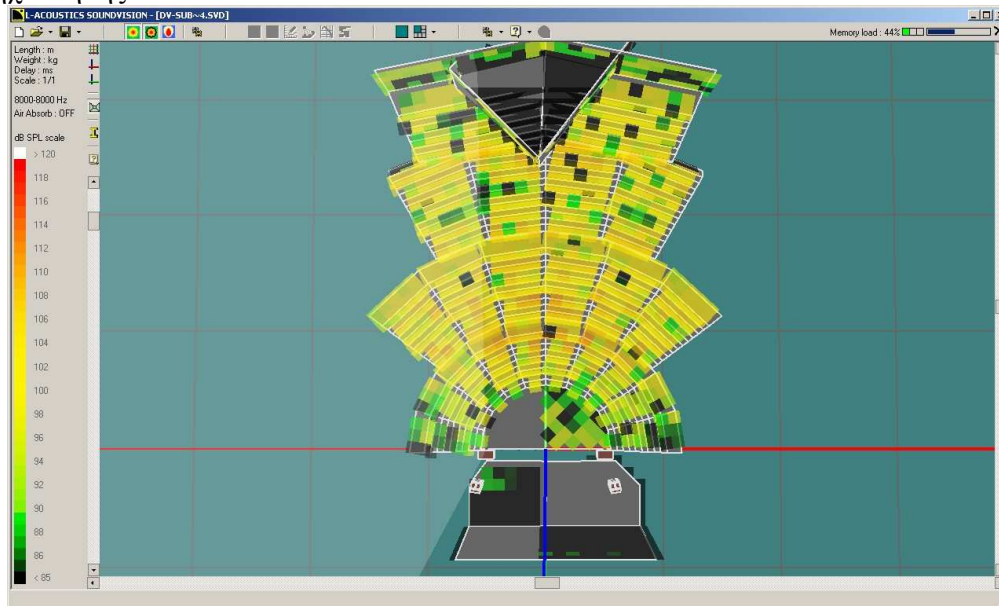 L-ACOUSTICS SOUNDVISION - [DV-SUB~4.SVD]
Memory load : 44%
Length : m
Weight : kg
Delay : ms
Scale : 1/1
8000-8000 Hz
Air Absorb : OFF
dB SPL scale
> 120
118
116
114
112
110
108
106
104
102
100
98
96
94
92
90
88
86
< 85